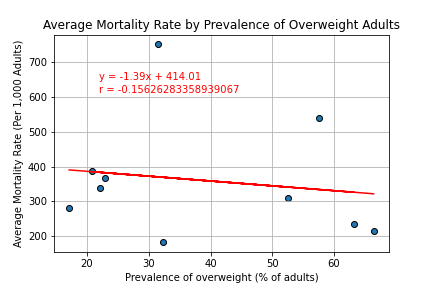 Average Mortality Rate by Prevalence of Overweight Adults
Average Mortality Rate (Per 1,000 Adults)
700
600
500
400
300
200
y = -1.39x + 414.01
r = -0.15626283358939067
20 30 40 50 60
Prevalence of overweight (% of adults)